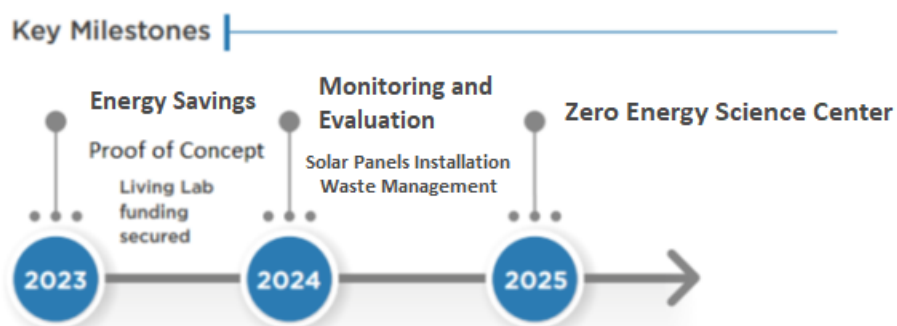 Key Milestones
Energy Savings
Proof of Concept
Living Lab
funding
secured
Monitoring and
Evaluation
Solar Panels Installation
Waste Management
Zero Energy Science Center
2023
2024
2025